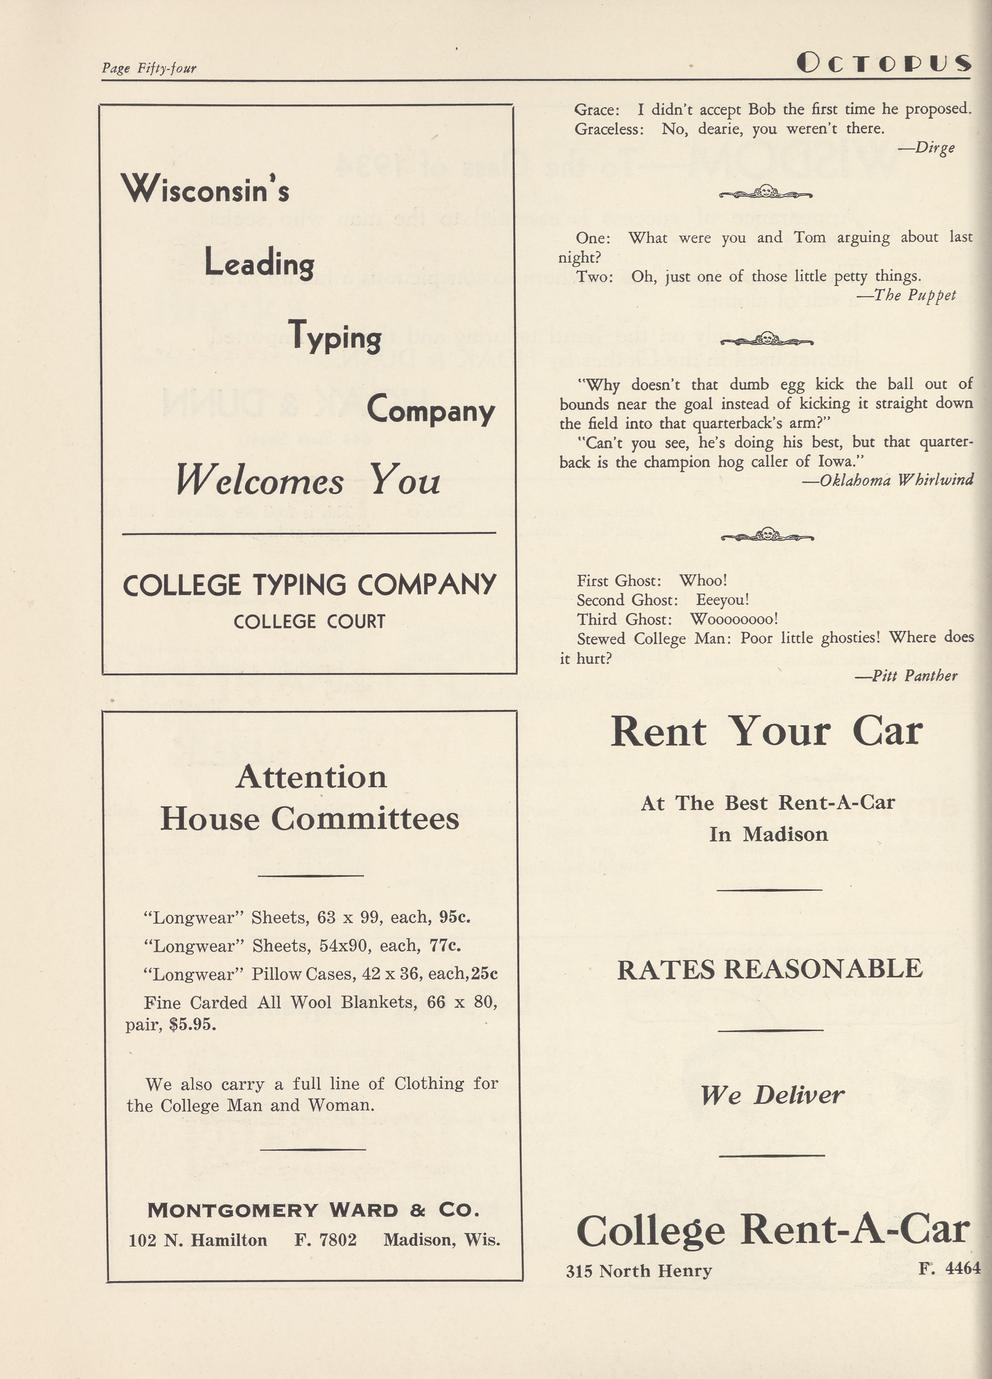 Page Fifty-four
OCTOPUS
Wisconsin's
Leading
Typing
Company
Welcomes You
COLLEGE TYPING COMPANY
COLLEGE COURT
Attention
House Committees
"Longwear" Sheets, 63 x 99, each, 95c.
"Longwear" Sheets, 54x90, each, 77c.
"Longwear" Pillow Cases, 42 x 36, each, 25c
Fine Carded All Wool Blankets, 66 x 80,
pair, $5.95.
We also carry a full line of Clothing for
the College Man and Woman.
MONTGOMERY WARD & CO.
102 N. Hamilton F. 7802 Madison, Wis.
Grace: I didn't accept Bob the first time he proposed.
Graceless: No, dearie, you weren't there.
—Dirge
One: What were you and Tom arguing about last
night?
Two: Oh, just one of those little petty things.
—The Puppet
"Why doesn't that dumb egg kick the ball out of
bounds near the goal instead of kicking it straight down
the field into that quarterback's arm?"
"Can't you see, he's doing his best, but that quarter-
back is the champion hog caller of Iowa."
—Oklahoma Whirlwind
First Ghost: Whoo!
Second Ghost: Eeeyou!
Third Ghost: Woooooooo!
Stewed College Man: Poor little ghosties! Where does
it hurt?
—Pitt Panther
Rent Your Car
At The Best Rent-A-Car
In Madison
RATES REASONABLE
We Deliver
College Rent-A-Car
315 North Henry F. 4464